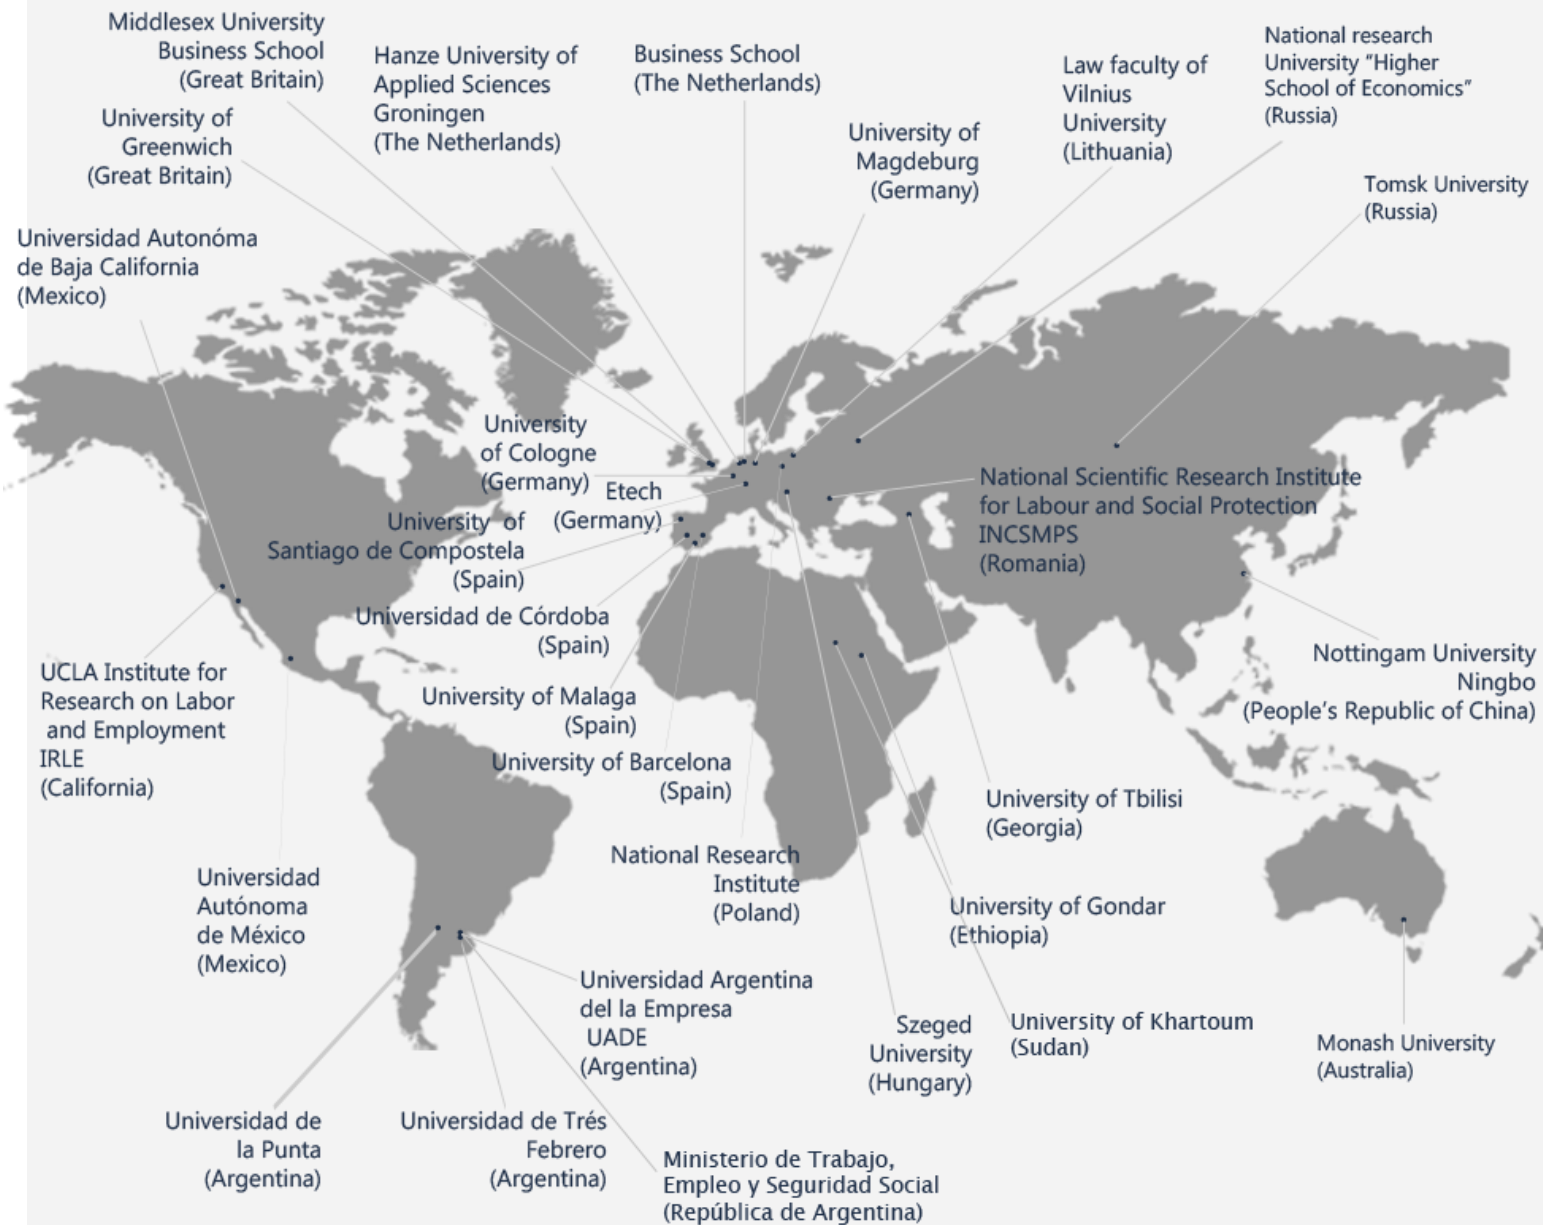 Middlesex University
Business School
(Great Britain)
Hanze University of
Applied Sciences
Groningen
(The Netherlands)
Business School
(The Netherlands)
Law faculty of
Vilnius
University
(Lithuania)
National research
University “Higher
School of Economics”
(Russia)
University of
Greenwich
(Great Britain)
University of
Magdeburg
(Germany)
Tomsk University
(Russia)
Universidad Autonóma
de Baja California
(Mexico)
University
of Cologne
(Germany)
Etech
(Germany)
National Scientific Research Institute
for Labour and Social Protection
INCSMPS
(Romania)
University of
Santiago de Compostela
(Spain)
Universidad de Córdoba
(Spain)
UCLA Institute for
Research on Labor
and Employment
IRLE
(California)
University of Malaga
(Spain)
Nottingam University
Ningbo
(People’s Republic of China)
University of Barcelona
(Spain)
University of Tbilisi
(Georgia)
National Research
Institute
(Poland)
Universidad
Autónoma
de México
(Mexico)
University of Gondar
(Ethiopia)
Universidad Argentina
del la Empresa
UADE
(Argentina)
Szeged
University
(Hungary)
University of Khartoum
(Sudan)
Monash University
(Australia)
Universidad de
la Punta
(Argentina)
Universidad de Trés
Febrero
(Argentina)
Ministerio de Trabajo,
Empleo y Seguridad Social
(República de Argentina)